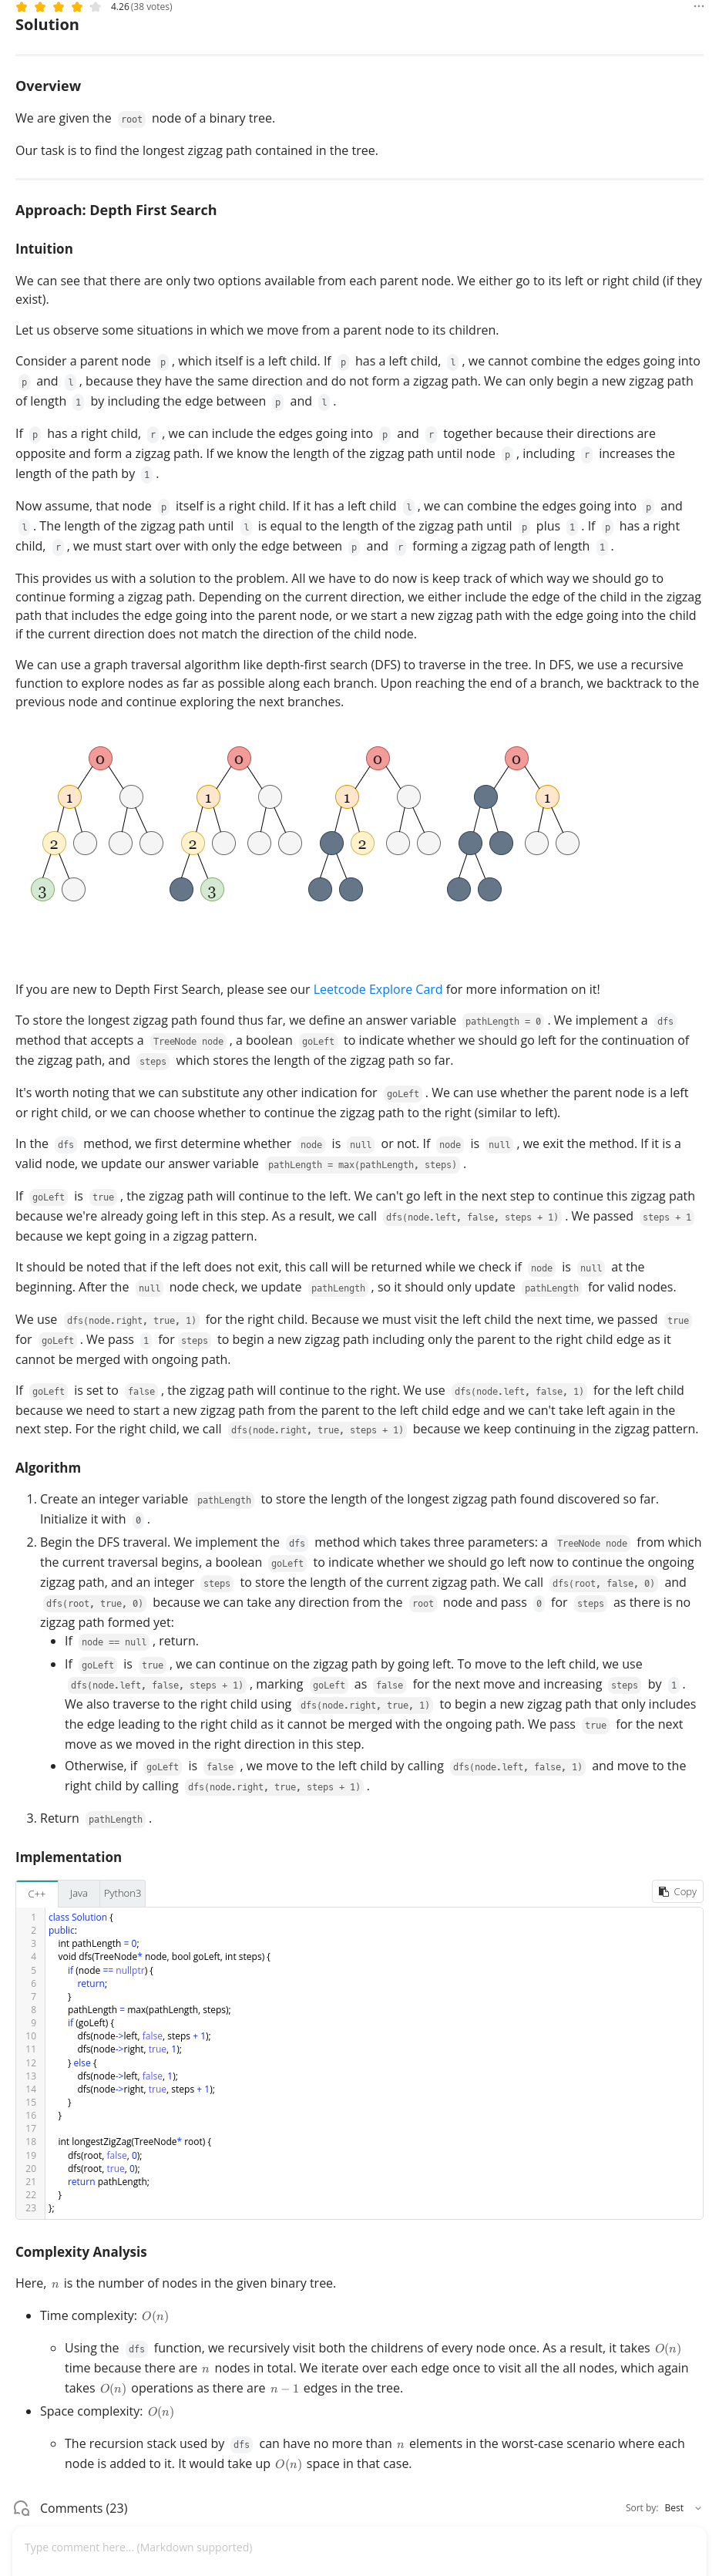 4.26 (38 votes)
Solution
Overview
We are given the root node of a binary tree.
Our task is to find the longest zigzag path contained in the tree.
Approach: Depth First Search
Intuition
We can see that there are only two options available from each parent node. We either go to its left or right child (if they
exist).
Let us observe some situations in which we move from a parent node to its children.
Consider a parent node p , which itself is a left child. If p has a left child, l , we cannot combine the edges going into
p and l , because they have the same direction and do not form a zigzag path. We can only begin a new zigzag path
of length 1 by including the edge between p and l .
If p has a right child, r , we can include the edges going into p and r together because their directions are
opposite and form a zigzag path. If we know the length of the zigzag path until node p , including r increases the
length of the path by 1 .
Now assume, that node p itself is a right child. If it has a left child l , we can combine the edges going into p and
l . The length of the zigzag path until l is equal to the length of the zigzag path until p plus 1 . If p has a right
child, r , we must start over with only the edge between p and r forming a zigzag path of length 1 .
This provides us with a solution to the problem. All we have to do now is keep track of which way we should go to
continue forming a zigzag path. Depending on the current direction, we either include the edge of the child in the zigzag
path that includes the edge going into the parent node, or we start a new zigzag path with the edge going into the child
if the current direction does not match the direction of the child node.
We can use a graph traversal algorithm like depth-first search (DFS) to traverse in the tree. In DFS, we use a recursive
function to explore nodes as far as possible along each branch. Upon reaching the end of a branch, we backtrack to the
previous node and continue exploring the next branches.
0 0 0 0
1 1 1 1
2 2 2
3 3
If you are new to Depth First Search, please see our Leetcode Explore Card for more information on it!
To store the longest zigzag path found thus far, we define an answer variable pathLength = 0 . We implement a dfs
method that accepts a TreeNode node , a boolean goLeft to indicate whether we should go left for the continuation of
the zigzag path, and steps which stores the length of the zigzag path so far.
It's worth noting that we can substitute any other indication for goLeft . We can use whether the parent node is a left
or right child, or we can choose whether to continue the zigzag path to the right (similar to left).
In the dfs method, we first determine whether node is null or not. If node is null , we exit the method. If it is a
valid node, we update our answer variable pathLength = max(pathLength, steps) .
If goLeft is true , the zigzag path will continue to the left. We can't go left in the next step to continue this zigzag path
because we're already going left in this step. As a result, we call dfs(node.left, false, steps + 1) . We passed steps + 1
because we kept going in a zigzag pattern.
It should be noted that if the left does not exit, this call will be returned while we check if node is null at the
beginning. After the null node check, we update pathLength , so it should only update pathLength for valid nodes.
We use dfs(node.right, true, 1) for the right child. Because we must visit the left child the next time, we passed true
for goLeft . We pass 1 for steps to begin a new zigzag path including only the parent to the right child edge as it
cannot be merged with ongoing path.
If goLeft is set to false , the zigzag path will continue to the right. We use dfs(node.left, false, 1) for the left child
because we need to start a new zigzag path from the parent to the left child edge and we can't take left again in the
next step. For the right child, we call dfs(node.right, true, steps + 1) because we keep continuing in the zigzag pattern.
Algorithm
1. Create an integer variable pathLength to store the length of the longest zigzag path found discovered so far.
Initialize it with 0 .
2. Begin the DFS traveral. We implement the dfs method which takes three parameters: a TreeNode node from which
the current traversal begins, a boolean goLeft to indicate whether we should go left now to continue the ongoing
zigzag path, and an integer steps to store the length of the current zigzag path. We call dfs(root, false, 0) and
dfs(root, true, 0) because we can take any direction from the root node and pass 0 for steps as there is no
zigzag path formed yet:
• If node == null , return.
• If goLeft is true , we can continue on the zigzag path by going left. To move to the left child, we use
dfs(node.left, false, steps + 1) , marking goLeft as false for the next move and increasing steps by 1 .
We also traverse to the right child using dfs(node.right, true, 1) to begin a new zigzag path that only includes
the edge leading to the right child as it cannot be merged with the ongoing path. We pass true for the next
move as we moved in the right direction in this step.
• Otherwise, if goLeft is false , we move to the left child by calling dfs(node.left, false, 1) and move to the
right child by calling dfs(node.right, true, steps + 1) .
3. Return pathLength .
Implementation
C++ Java Python3 Copy
1 class Solution {
2 public:
3 int pathLength = 0;
4 void dfs(TreeNode* node, bool goLeft, int steps) {
5 if (node == nullptr) {
6 return;
7 }
8 pathLength = max(pathLength, steps);
9 if (goLeft) {
10 dfs(node->left, false, steps + 1);
11 dfs(node->right, true, 1);
12 } else {
13 dfs(node->left, false, 1);
14 dfs(node->right, true, steps + 1);
15 }
16 }
17
18 int longestZigZag(TreeNode* root) {
19 dfs(root, false, 0);
20 dfs(root, true, 0);
21 return pathLength;
22 }
23 };
Complexity Analysis
Here, n is the number of nodes in the given binary tree.
• Time complexity: O(n)
Using the dfs function, we recursively visit both the childrens of every node once. As a result, it takes O(n)
time because there are n nodes in total. We iterate over each edge once to visit all the all nodes, which again
takes O(n) operations as there are n − 1 edges in the tree.
• Space complexity: O(n)
The recursion stack used by dfs can have no more than n elements in the worst-case scenario where each
node is added to it. It would take up O(n) space in that case.
Comments (23) Sort by: Best
Type comment here... (Markdown supported)